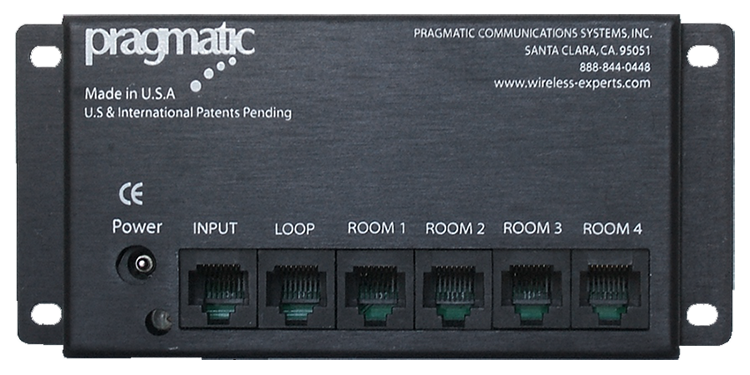 pragmatic
Made in U.S.A
U.S & International Patents Pending
PRAGMATIC COMMUNICATIONS SYSTEMS, INC.
SANTA CLARA, CA. 95051
888-844-0448
www.wireless-experts.com
CE
Power
INPUT
LOOP
ROOM 1
ROOM 2
ROOM 3
ROOM 4